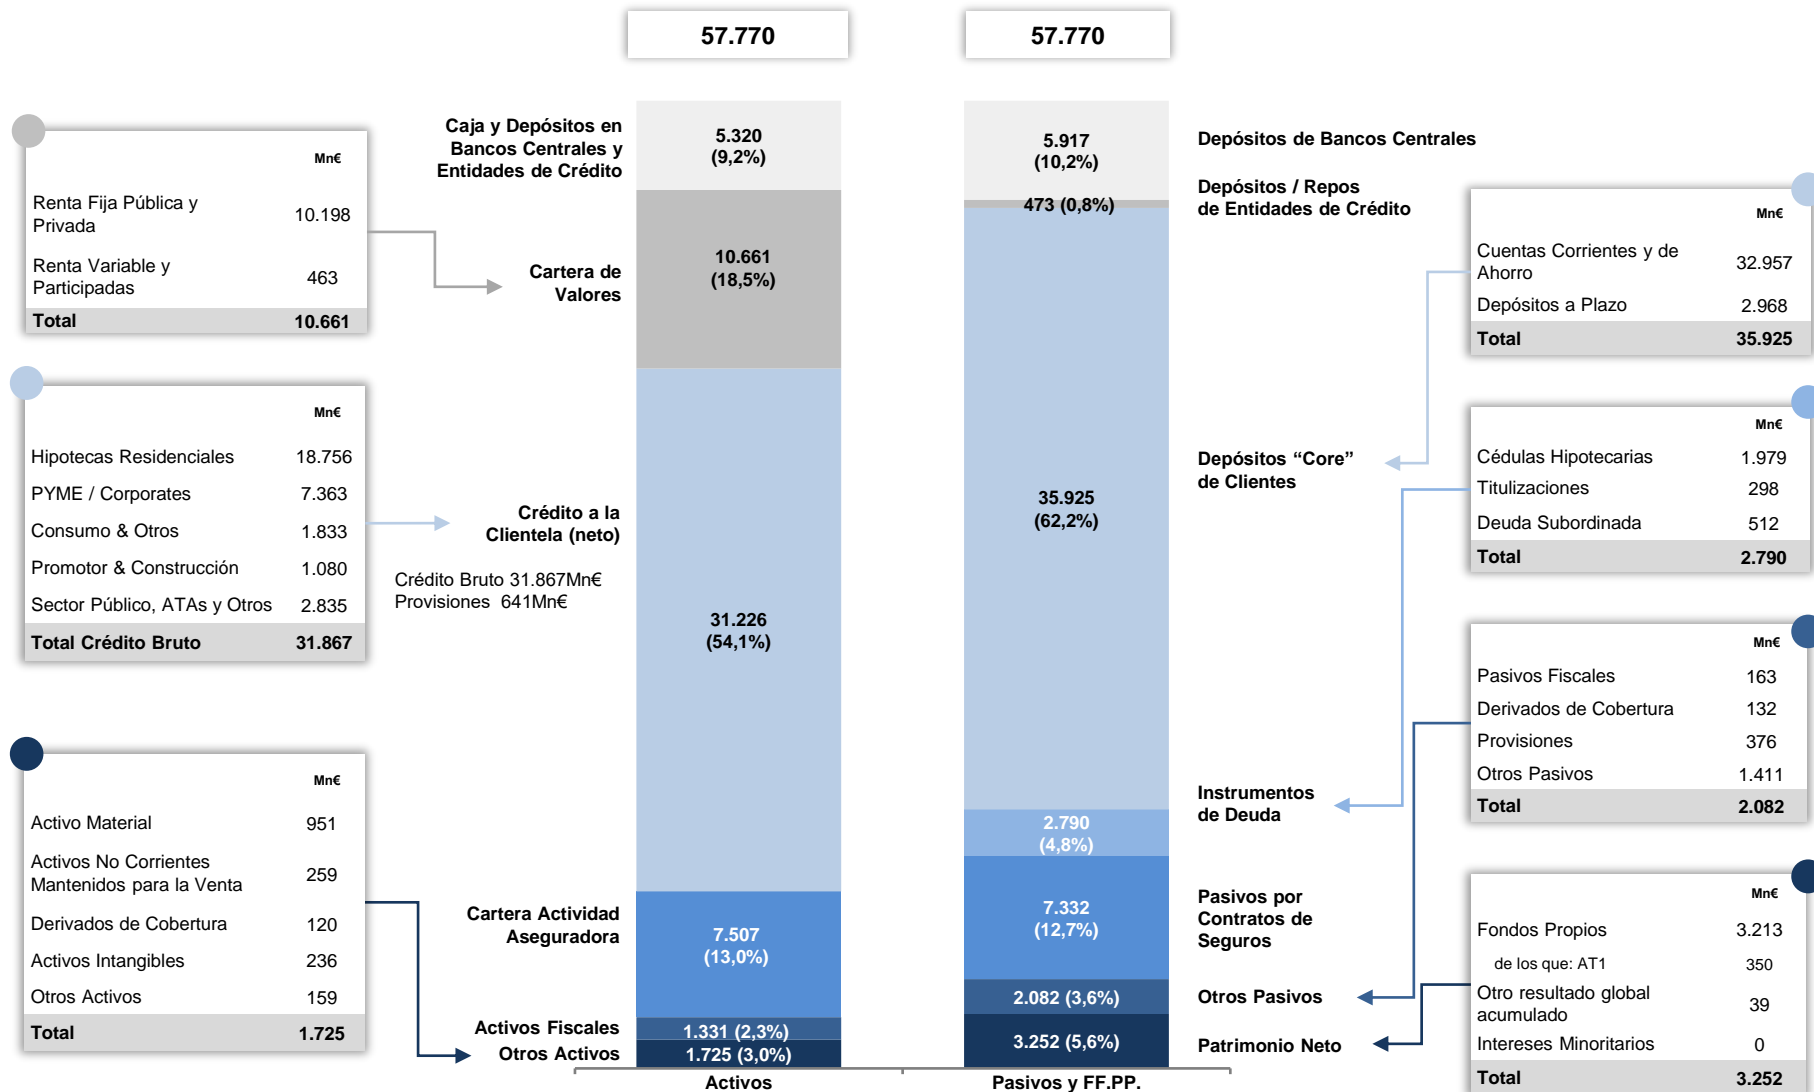 57.770
57.770
Mn€
Renta Fija Pública y
Privada
10.198
Renta Variable y
Participadas
463
Total 10.661
Mn€
Hipotecas Residenciales 18.756
PYME / Corporates 7.363
Consumo & Otros 1.833
Promotor & Construcción 1.080
Sector Público, ATAs y Otros 2.835
Total Crédito Bruto 31.867
Mn€
Activo Material 951
Activos No Corrientes
Mantenidos para la Venta
259
Derivados de Cobertura 120
Activos Intangibles 236
Otros Activos 159
Total 1.725
Caja y Depósitos en
Bancos Centrales y
Entidades de Crédito
Cartera de
Valores
Crédito a la
Clientela (neto)
Crédito Bruto 31.867Mn€
Provisiones 641Mn€
Cartera Actividad
Aseguradora
Activos Fiscales
Otros Activos
5.320
(9,2%)
10.661
(18,5%)
31.226
(54,1%)
7.507
(13,0%)
1.331 (2,3%)
1.725 (3,0%)
Activos
5.917
(10,2%)
473 (0,8%)
35.925
(62,2%)
2.790
(4,8%)
7.332
(12,7%)
2.082 (3,6%)
3.252 (5,6%)
Pasivos y FF.PP.
Depósitos de Bancos Centrales
Depósitos / Repos
de Entidades de Crédito
Depósitos “Core”
de Clientes
Instrumentos
de Deuda
Pasivos por
Contratos de
Seguros
Otros Pasivos
Patrimonio Neto
Mn€
Cuentas Corrientes y de
Ahorro
32.957
Depósitos a Plazo 2.968
Total 35.925
Mn€
Cédulas Hipotecarias 1.979
Titulizaciones 298
Deuda Subordinada 512
Total 2.790
Mn€
Pasivos Fiscales 163
Derivados de Cobertura 132
Provisiones 376
Otros Pasivos 1.411
Total 2.082
Mn€
Fondos Propios 3.213
de los que: AT1 350
Otro resultado global
acumulado
39
Intereses Minoritarios 0
Total 3.252